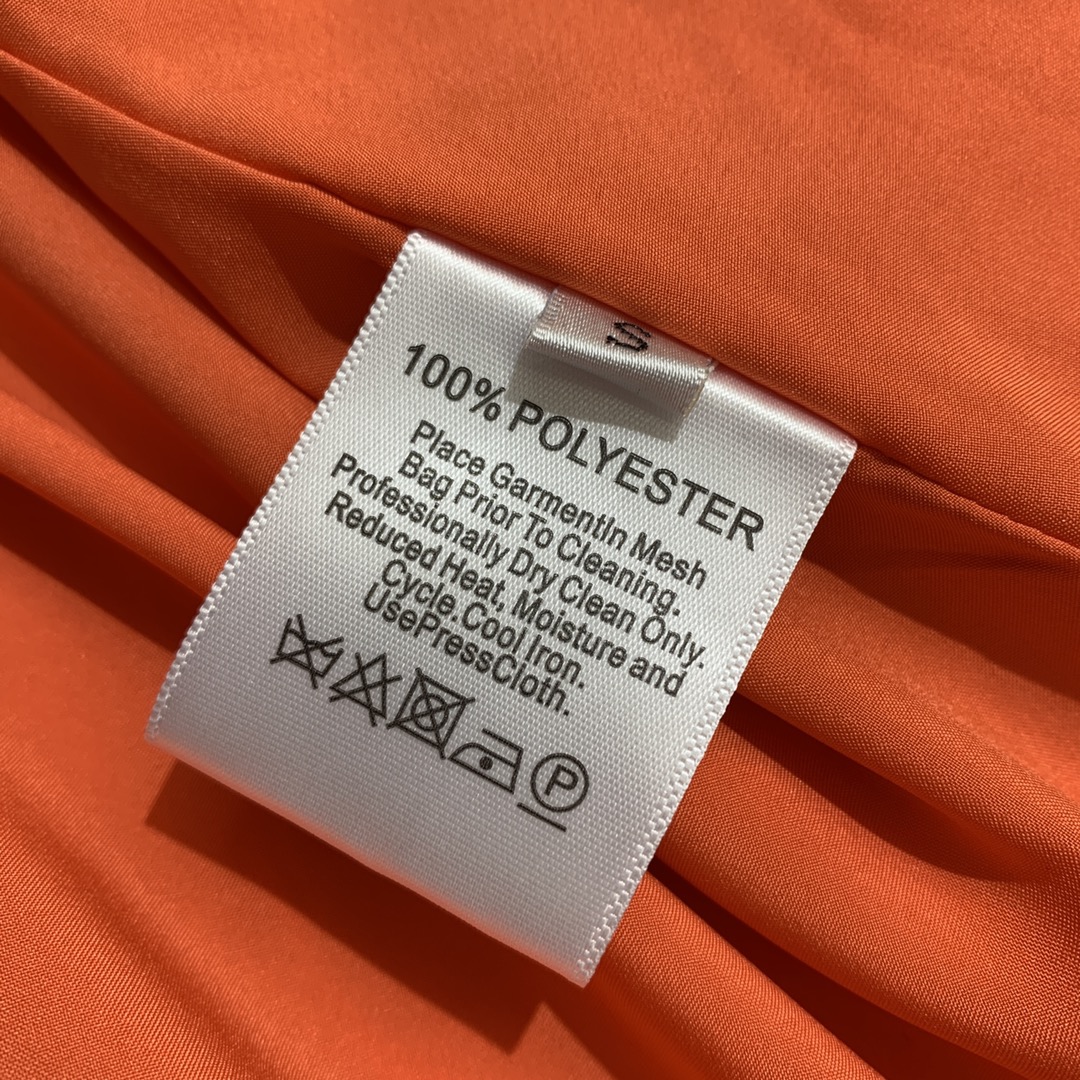 S
100% POLYESTER
Place GarmentIn Mesh
Bag Prior To Cleaning.
Professionally Dry Clean Only.
Reduced Heat, Moisture and
Cycle.Cool Iron.
UsePressCloth.
P